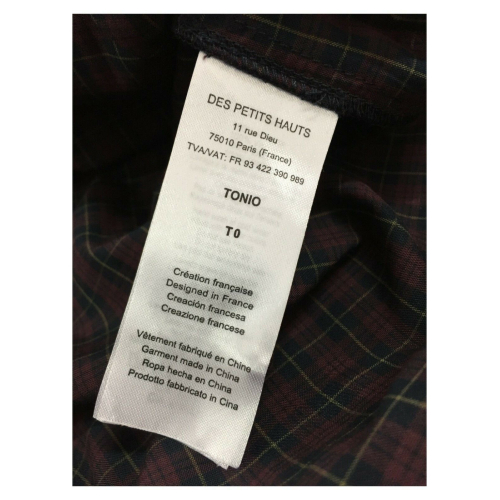 DES PETITS HAUTS
11 rue Dieu
75010 Paris (France)
TVA/VAT: FR 93 422 390 989
TONIO
T0
Création française
Designed in France
Creación francesa
Creazione francese
Vêtement fabriqué en Chine
Garment made in China
Ropa hecha en China
Prodotto fabbricato in Cina